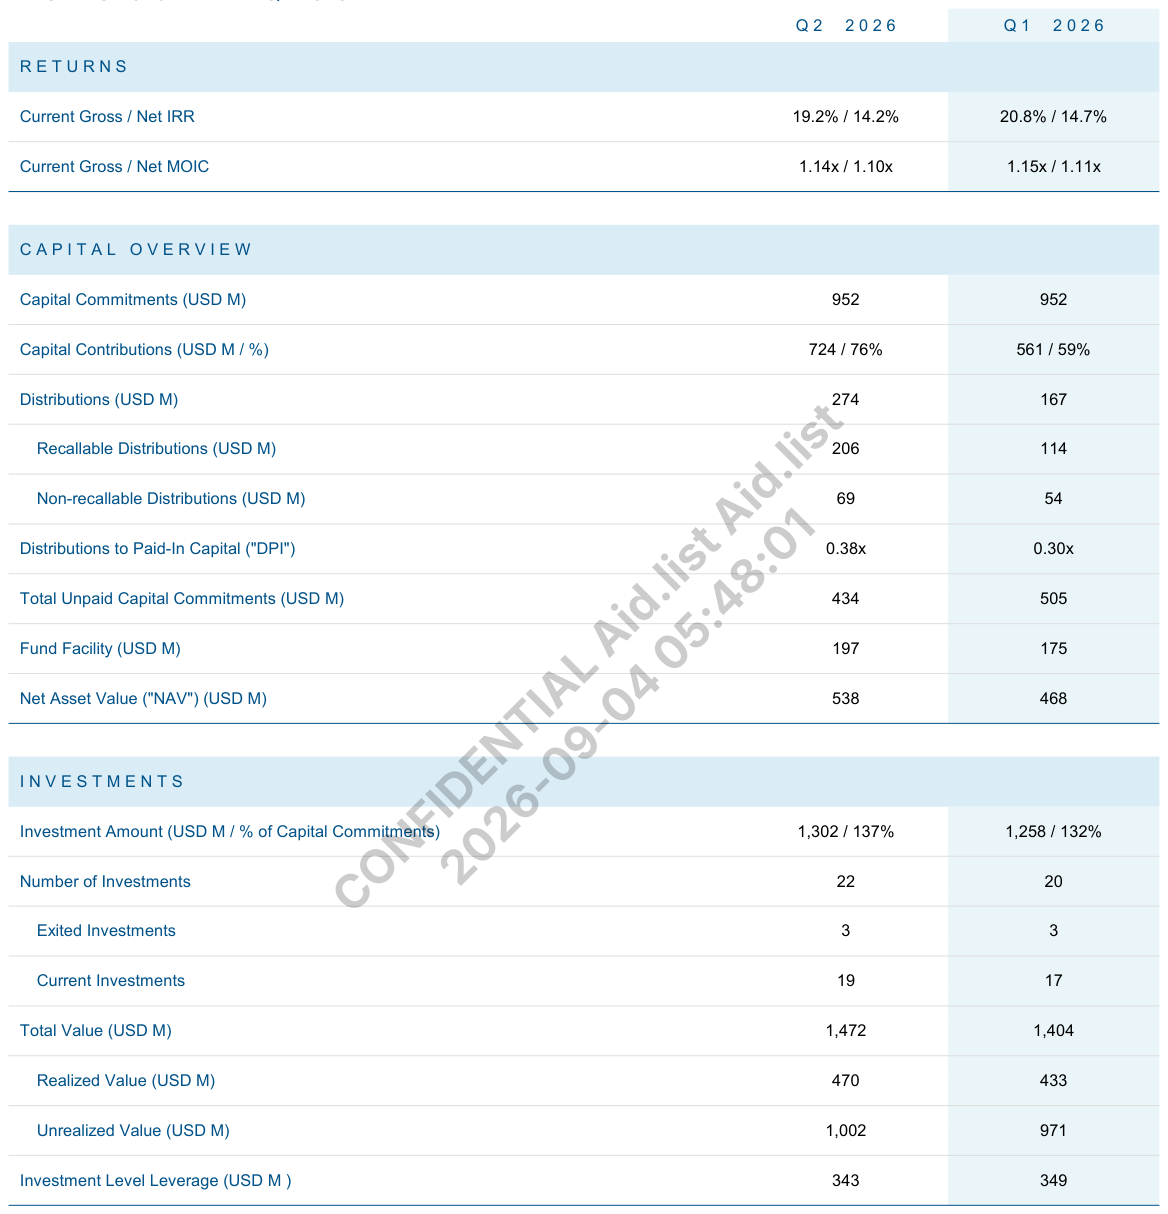 Q2 2026 Q1 2026
RETURNS
Current Gross / Net IRR 19.2% / 14.2% 20.8% / 14.7%
Current Gross / Net MOIC 1.14x / 1.10x 1.15x / 1.11x
CAPITAL OVERVIEW
Capital Commitments (USD M) 952 952
Capital Contributions (USD M / %) 724 / 76% 561 / 59%
Distributions (USD M) 274 167
Recallable Distributions (USD M) 206 114
Non-recallable Distributions (USD M) 69 54
Distributions to Paid-In Capital ("DPI") 0.38x 0.30x
Total Unpaid Capital Commitments (USD M) 434 505
Fund Facility (USD M) 197 175
Net Asset Value ("NAV") (USD M) 538 468
INVESTMENTS
Investment Amount (USD M / % of Capital Commitments) 1,302 / 137% 1,258 / 132%
Number of Investments 22 20
Exited Investments 3 3
Current Investments 19 17
Total Value (USD M) 1,472 1,404
Realized Value (USD M) 470 433
Unrealized Value (USD M) 1,002 971
Investment Level Leverage (USD M ) 343 349
CONFIDENTIAL Aid.list Aid.list
2026-09-04 05:48:01